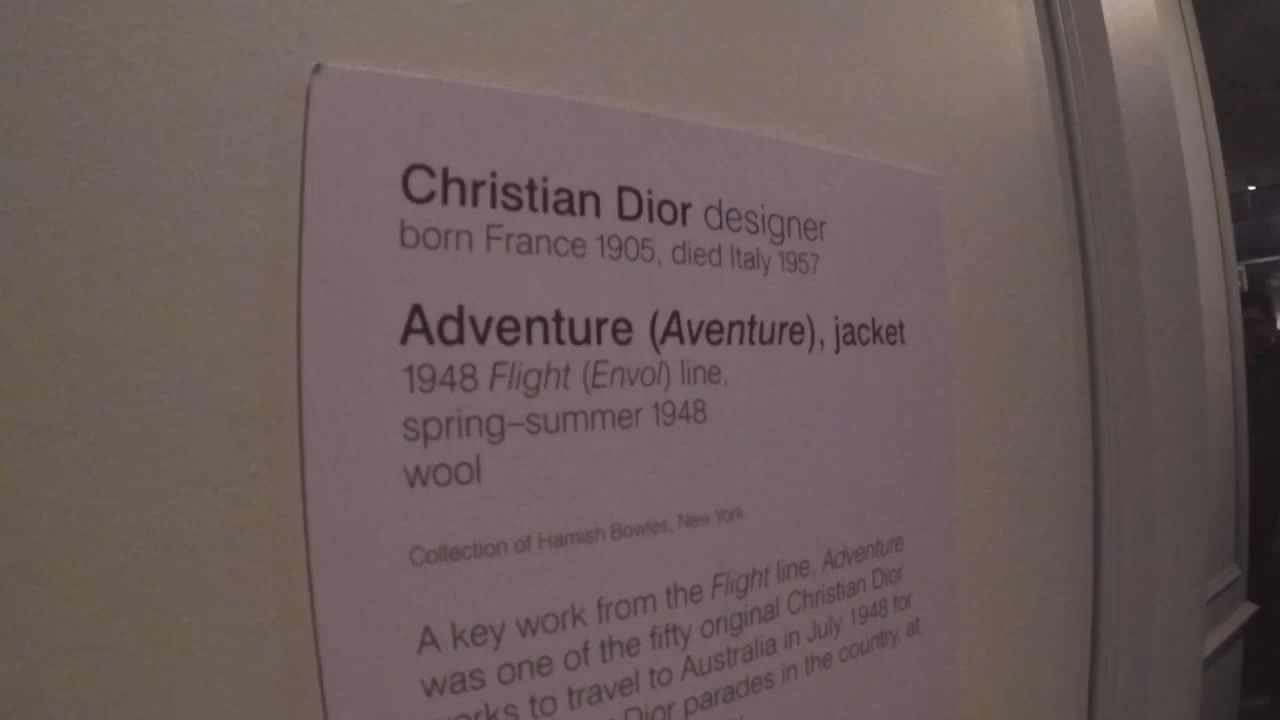 Christian Dior designer
born France 1905, died Italy 1957
Adventure (Aventure), jacket
1948 Flight (Envol) line,
spring–summer 1948
wool
Collection of Hamish Bowles, New York
A key work from the Flight line, Adventure
was one of the fifty original Christian Dior
to travel to Australia in July 1948 for
Dior parades in the country, at